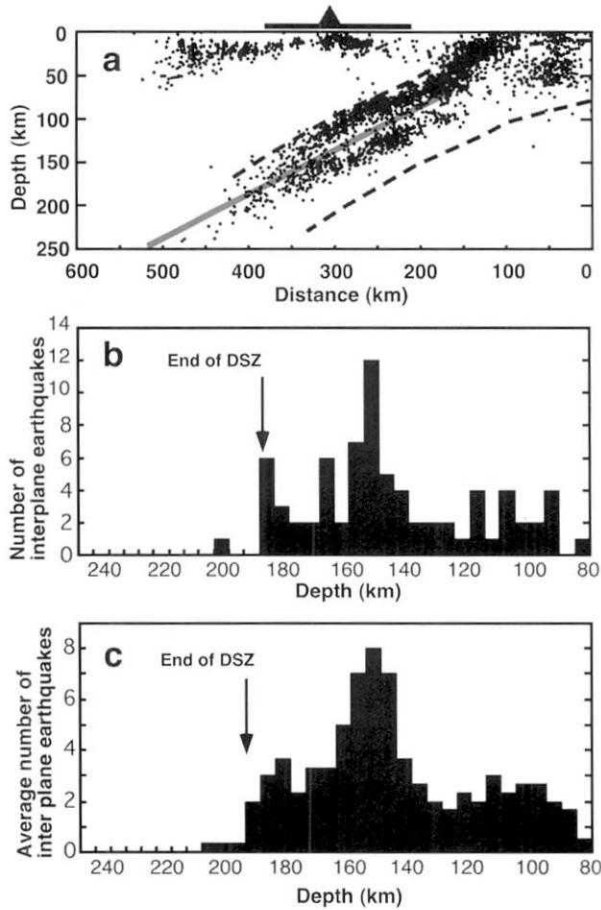 a
0
50
100
150
200
250
Depth (km)
600 500 400 300 200 100 0
Distance (km)
b
End of DSZ
14
12
10
8
6
4
2
0
Number of
interplane earthquakes
240 220 200 180 160 140 120 100 80
Depth (km)
c
End of DSZ
8
6
4
2
0
Average number of
inter plane earthquakes
240 220 200 180 160 140 120 100 80
Depth (km)